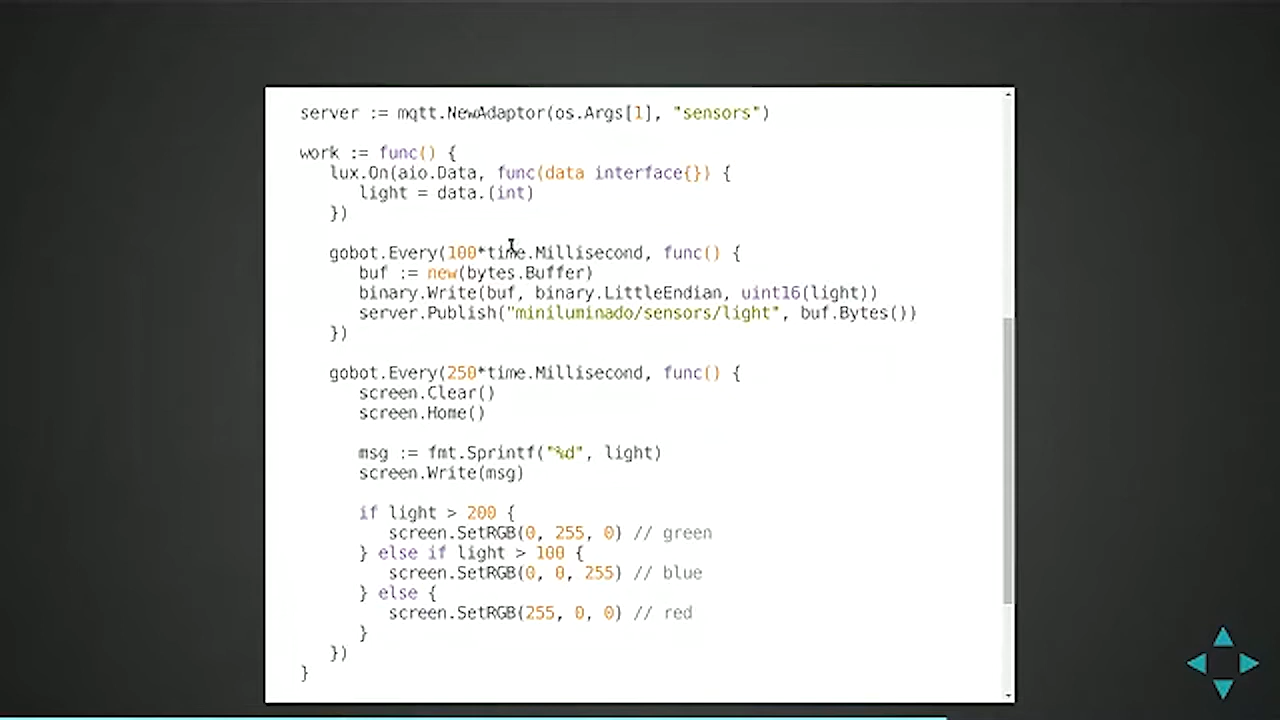 server := mqtt.NewAdaptor(os.Args[1], "sensors")
work := func() {
lux.On(aio.Data, func(data interface{}) {
light = data.(int)
})
gobot.Every(100*time.Millisecond, func() {
buf := new(bytes.Buffer)
binary.Write(buf, binary.LittleEndian, uint16(light))
server.Publish("miniluminado/sensors/light", buf.Bytes())
})
gobot.Every(250*time.Millisecond, func() {
screen.Clear()
screen.Home()
msg := fmt.Sprintf("%d", light)
screen.Write(msg)
if light > 200 {
screen.SetRGB(0, 255, 0) // green
} else if light > 100 {
screen.SetRGB(0, 0, 255) // blue
} else {
screen.SetRGB(255, 0, 0) // red
}
})
}